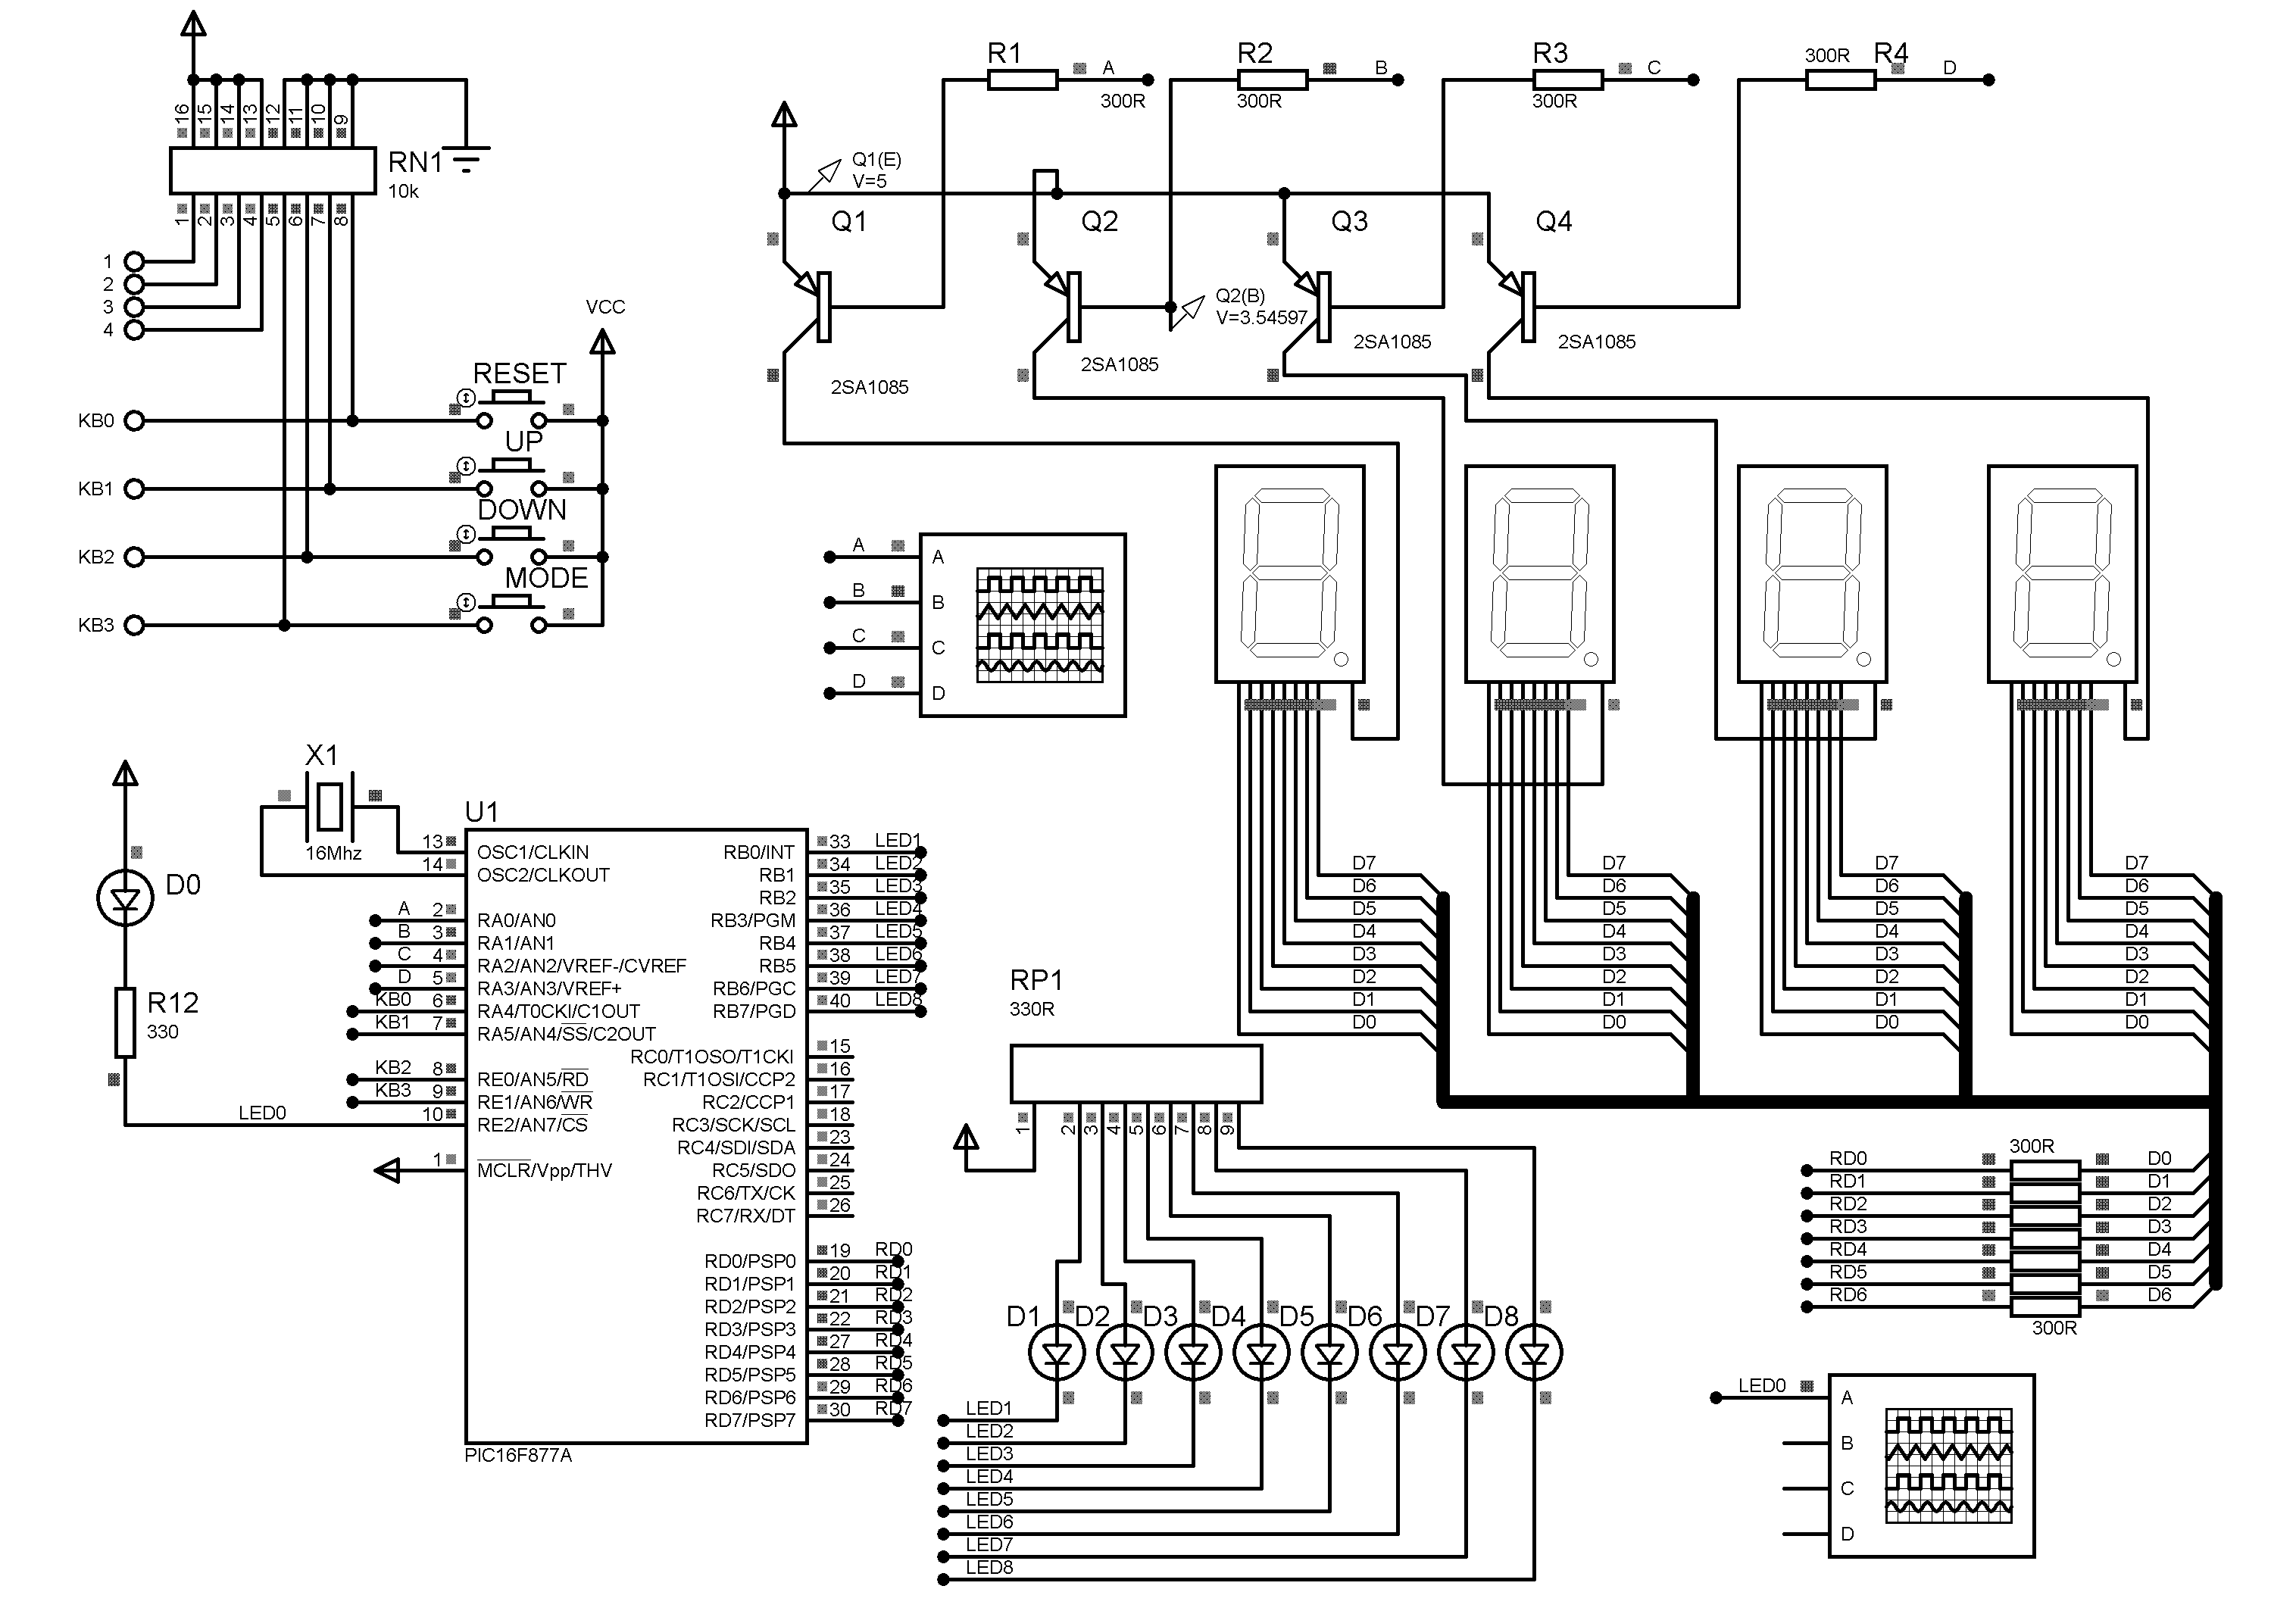 16
15
14
13
12
11
10
9
RN1
10k
1
2
3
4
5
6
7
8
1
2
3
4
VCC
RESET
KB0
UP
KB1
DOWN
KB2
MODE
KB3
R1
A
300R
R2
B
300R
R3
C
300R
300R
R4
D
Q1(E)
V=5
Q1
Q2
Q3
Q4
Q2(B)
V=3.54597
2SA1085
2SA1085
2SA1085
2SA1085
A
B
C
D
A
B
C
D
X1
16Mhz
D0
R12
330
LED0
U1
13 OSC1/CLKIN
14 OSC2/CLKOUT
A 2 RA0/AN0
B 3 RA1/AN1
C 4 RA2/AN2/VREF-/CVREF
D 5 RA3/AN3/VREF+
KB0 6 RA4/T0CKI/C1OUT
KB1 7 RA5/AN4/SS/C2OUT
KB2 8 RE0/AN5/RD
KB3 9 RE1/AN6/WR
10 RE2/AN7/CS
1 MCLR/Vpp/THV
RB0/INT 33 LED1
RB1 34 LED2
RB2 35 LED3
RB3/PGM 36 LED4
RB4 37 LED5
RB5 38 LED6
RB6/PGC 39 LED7
RB7/PGD 40 LED8
RC0/T1OSO/T1CKI 15
RC1/T1OSI/CCP2 16
RC2/CCP1 17
RC3/SCK/SCL 18
RC4/SDI/SDA 23
RC5/SDO 24
RC6/TX/CK 25
RC7/RX/DT 26
RD0/PSP0 19 RD0
RD1/PSP1 20 RD1
RD2/PSP2 21 RD2
RD3/PSP3 22 RD3
RD4/PSP4 27 RD4
RD5/PSP5 28 RD5
RD6/PSP6 29 RD6
RD7/PSP7 30 RD7
PIC16F877A
D7 D7 D7 D7
D6 D6 D6 D6
D5 D5 D5 D5
D4 D4 D4 D4
D3 D3 D3 D3
D2 D2 D2 D2
D1 D1 D1 D1
D0 D0 D0 D0
RP1
330R
1
2
3
4
5
6
7
8
9
D1 D2 D3 D4 D5 D6 D7 D8
LED1
LED2
LED3
LED4
LED5
LED6
LED7
LED8
300R
RD0 D0
RD1 D1
RD2 D2
RD3 D3
RD4 D4
RD5 D5
RD6 D6
300R
LED0
A
B
C
D